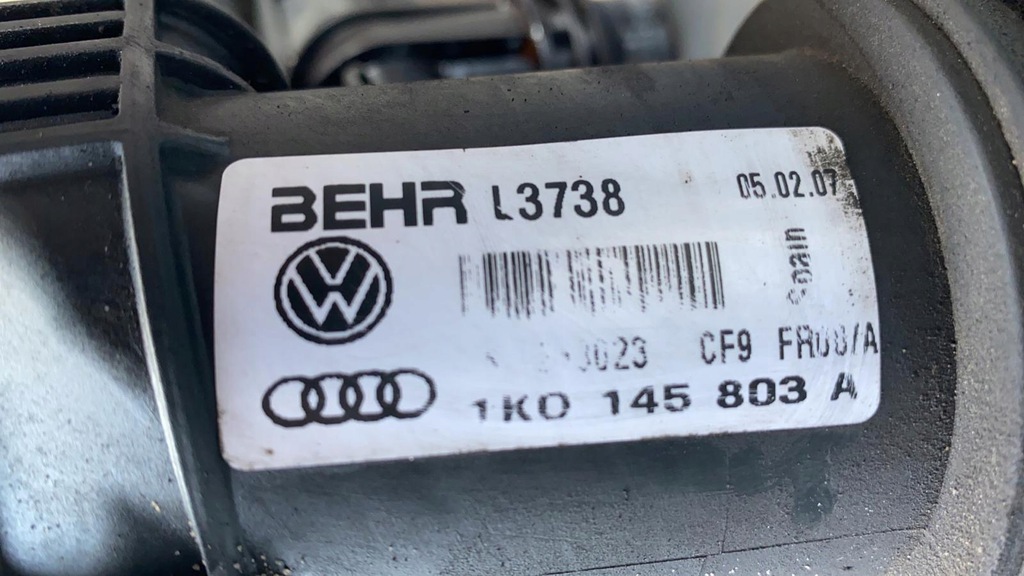 BEHR L3738 05.02.07
Spain
CF9 FR08/A
1K0 145 803 A